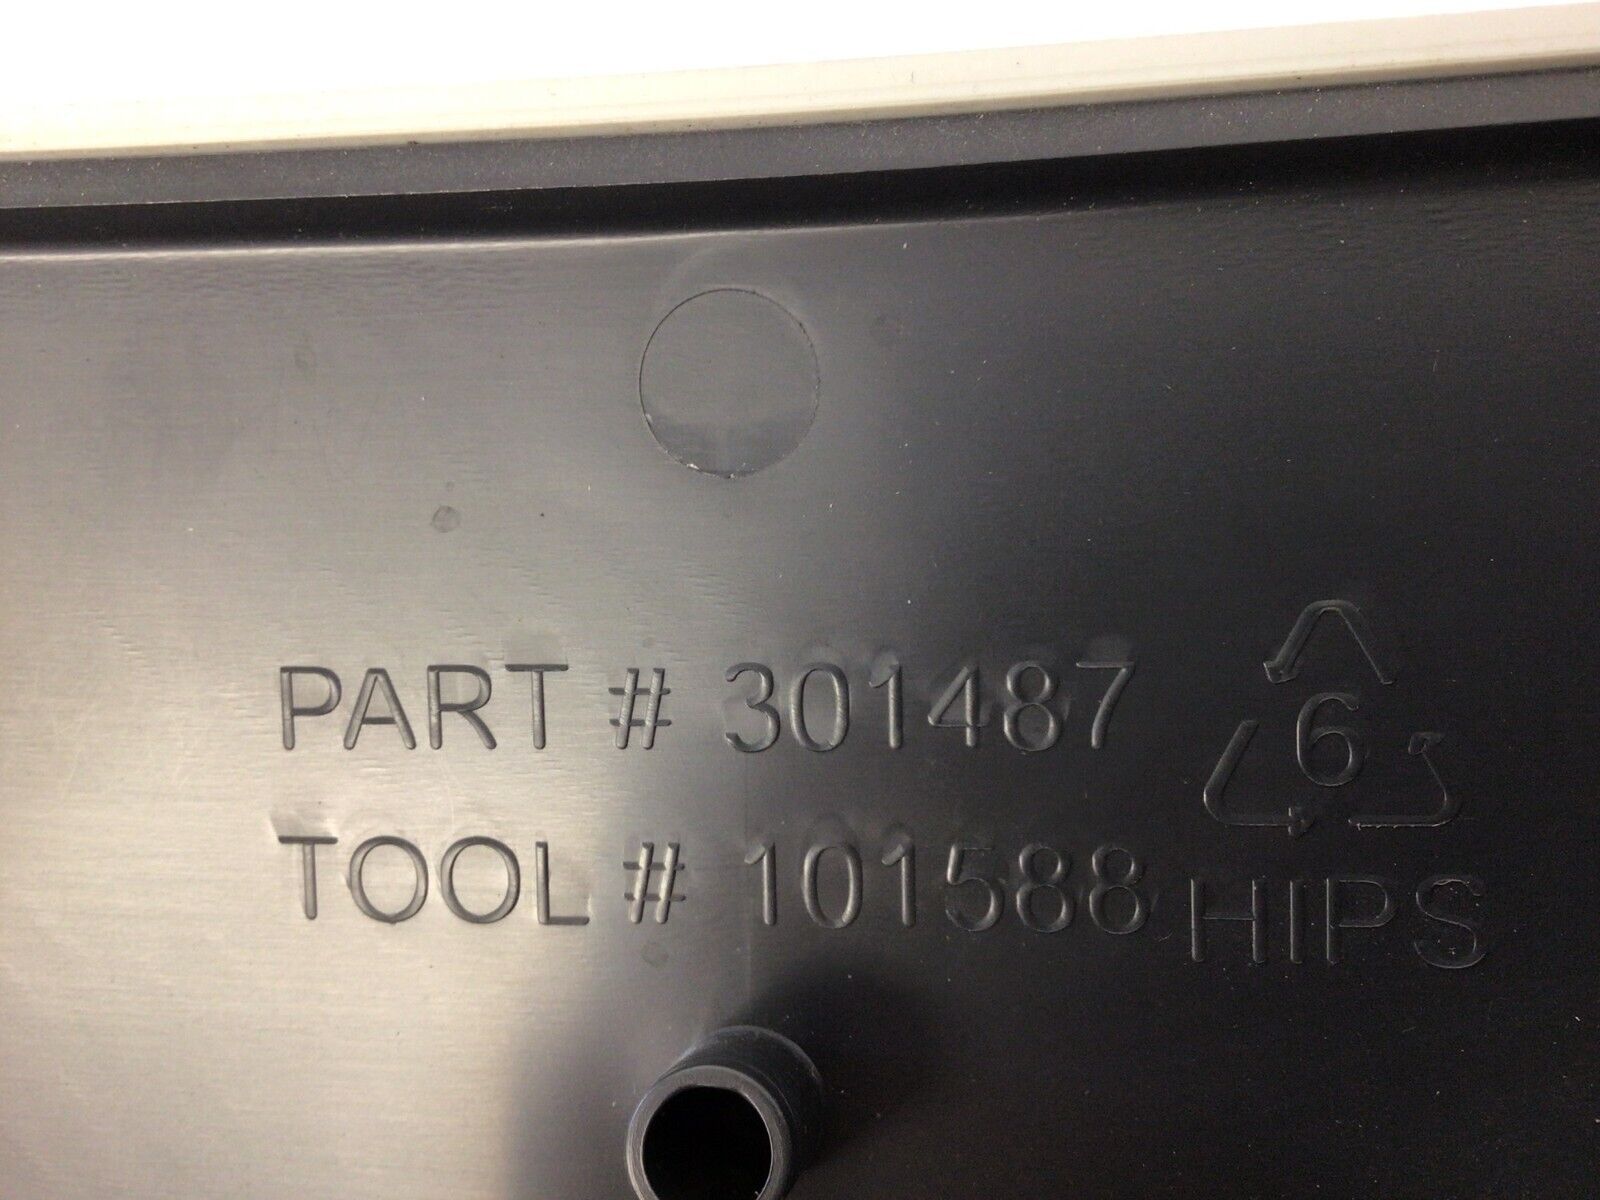 PART # 301487
TOOL # 101588
6
HIPS